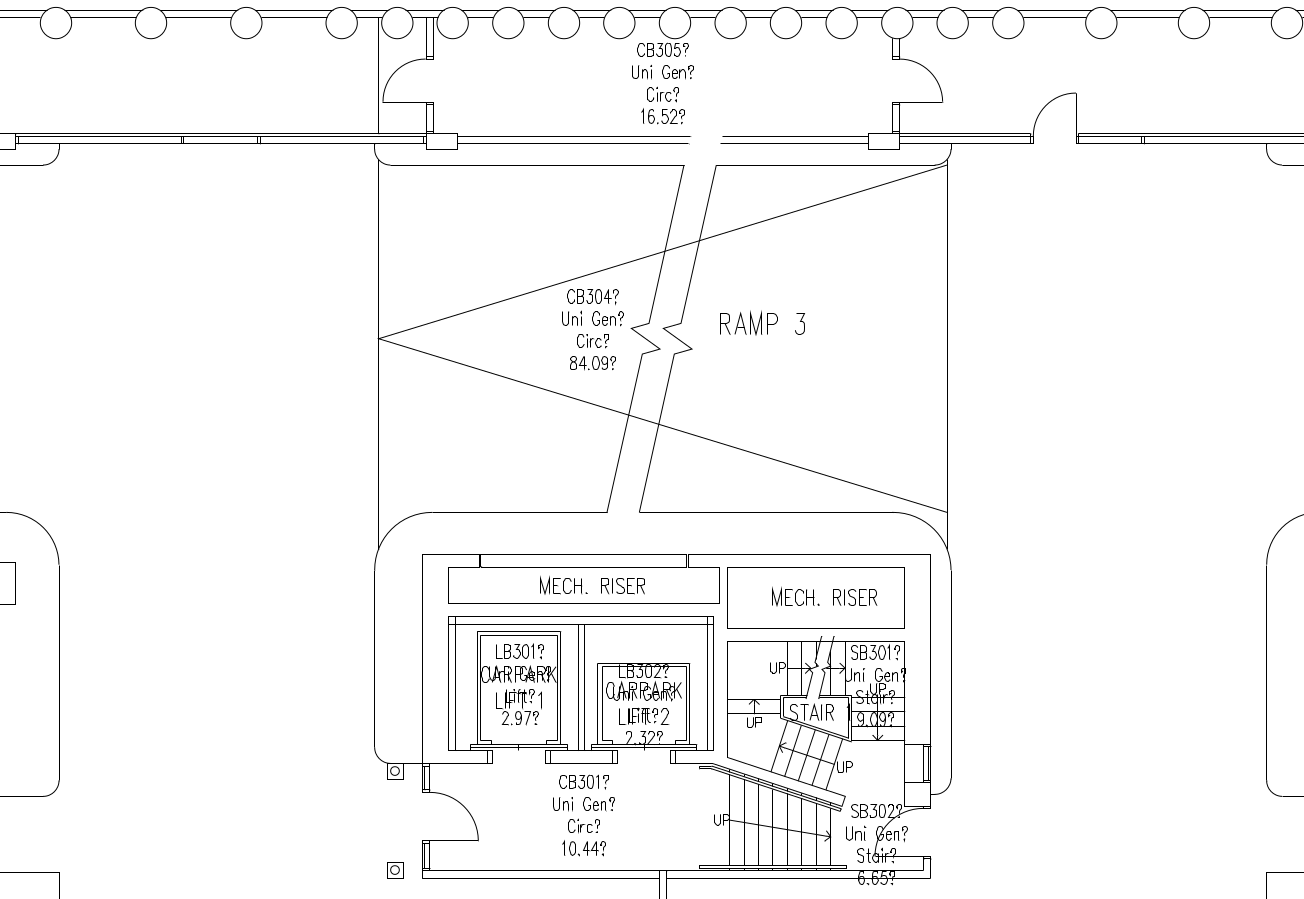 CB305?
Uni Gen?
Circ?
16.52?
CB304?
Uni Gen?
Circ?
84.09?
RAMP 3
MECH. RISER
MECH. RISER
LB301?
Uni Gen?
Lift?
2.97?
CARPARK
LIFT 1
LB302?
Uni Gen?
Lift?
2.32?
CARPARK
LIFT 2
UP
SB301?
Uni Gen?
Stair?
9.09?
UP
STAIR 1
UP
UP
CB301?
Uni Gen?
Circ?
10.44?
UP
SB302?
Uni Gen?
Stair?
6.65?